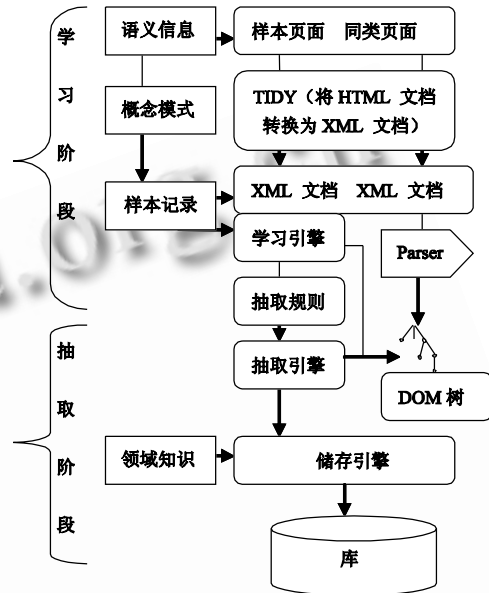 学习阶段
语义信息
样本页面 同类页面
概念模式
TIDY（将 HTML 文档
转换为 XML 文档）
样本记录
XML 文档 XML 文档
学习引擎
Parser
抽取规则
抽取阶段
抽取引擎
DOM 树
领域知识
储存引擎
库